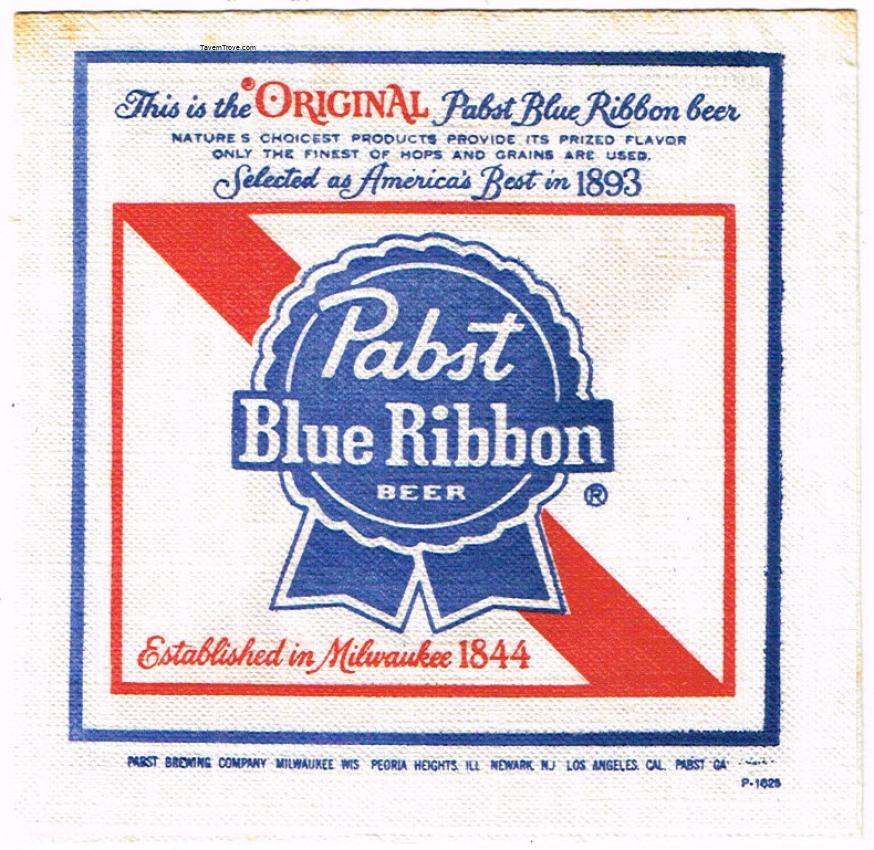 TavernTrove.com
This is the ORIGINAL Pabst Blue Ribbon beer
NATURE'S CHOICEST PRODUCTS PROVIDE ITS PRIZED FLAVOR
ONLY THE FINEST OF HOPS AND GRAINS ARE USED.
Selected as America's Best in 1893
Pabst
Blue Ribbon
BEER
®
Established in Milwaukee 1844
PABST BREWING COMPANY MILWAUKEE WIS PEORIA HEIGHTS. ILL NEWARK, N.J LOS ANGELES. CAL. PABST GA